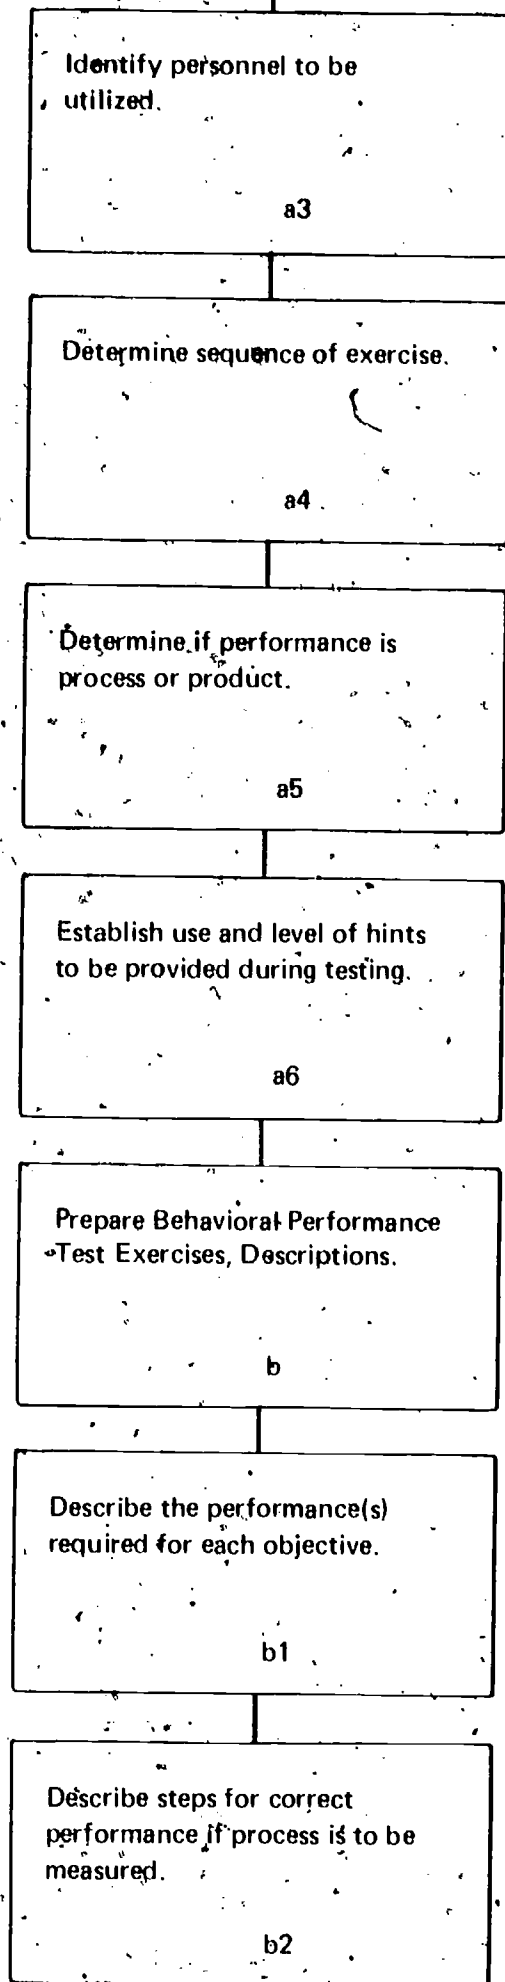 Identify personnel to be
utilized.
a3
Determine sequence of exercise.
a4
Determine if performance is
process or product.
a5
Establish use and level of hints
to be provided during testing.
a6
Prepare Behavioral Performance
Test Exercises, Descriptions.
b
Describe the performance(s)
required for each objective.
b1
Describe steps for correct
performance if process is to be
measured.
b2